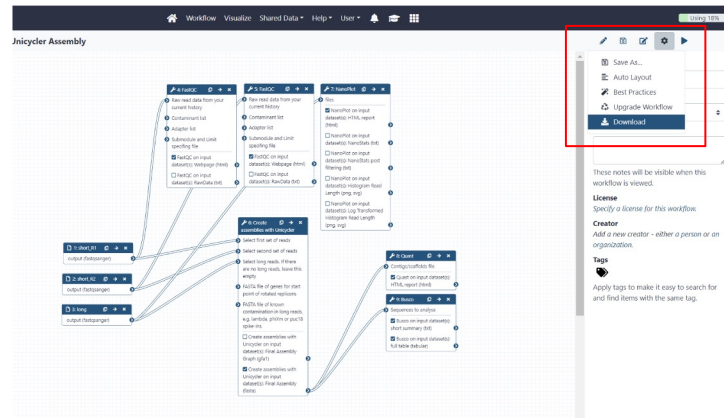 Workflow Visualize Shared Data Help User
Using 16%
Unicycler Assembly
Save As...
Auto Layout
Best Practices
Upgrade Workflow
Download
4: FastQC
Raw read data from your
current history
Contaminant list
Adapter list
Submodule and Limit
specifing file
FastQC on input
dataset(s): Webpage (html)
FastQC on input
dataset(s): RawData (txt)
5: FastQC
Raw read data from your
current history
Contaminant list
Adapter list
Submodule and Limit
specifing file
FastQC on input
dataset(s): Webpage (html)
FastQC on input
dataset(s): RawData (txt)
7: NanoPlot
files
NanoPlot on input
dataset(s): HTML report
(html)
NanoPlot on input
dataset(s): NanoStats (txt)
NanoPlot on input
dataset(s): NanoStats post
filtering (txt)
NanoPlot on input
dataset(s): Histogram Read
Length (png, svg)
NanoPlot on input
dataset(s): Log Transformed
Histogram Read Length
(png, svg)
These notes will be visible when this
workflow is viewed.
License
Specify a license for this workflow.
Creator
Add a new creator - either a person or an
organization.
Tags
Apply tags to make it easy to search for
and find items with the same tag.
1: short_R1
output (fastqsanger)
2: short_R2
output (fastqsanger)
3: long
output (fastqsanger)
6: Create
assemblies with Unicycler
Select first set of reads
Select second set of reads
Select long reads. If there
are no long reads, leave this
empty
FASTA file of genes for start
point of rotated replicons
FASTA file of known
contamination in long reads,
e.g. lambda, phiXm or puc18
spike-ins.
Create assemblies with
Unicycler on input
dataset(s): Final Assembly
Graph (gfa1)
Create assemblies with
Unicycler on input
dataset(s): Final Assembly
(fasta)
8: Quast
Contigs/scaffolds file
Quast on input dataset(s):
HTML report (html)
9: Busco
Sequences to analyse
Busco on input dataset(s):
short summary (txt)
Busco on input dataset(s):
full table (tabular)